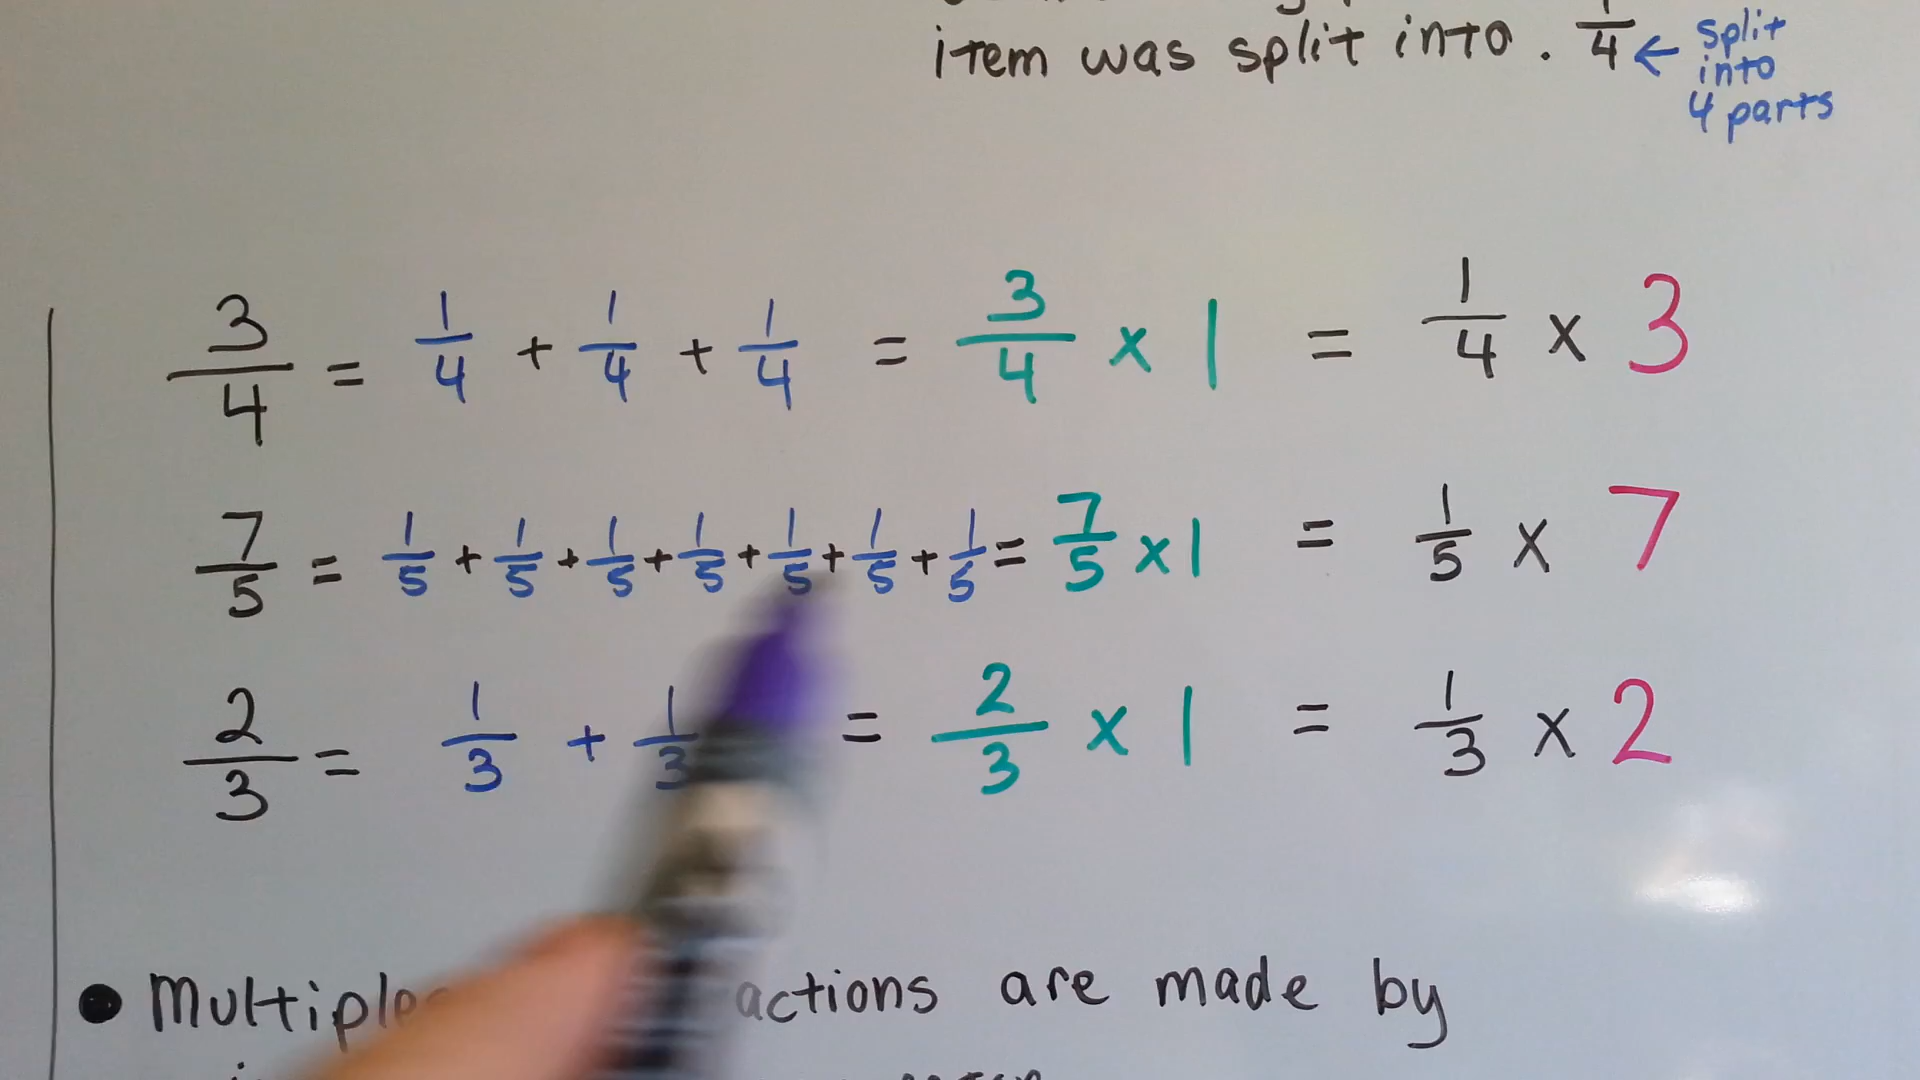 item was split into. 1/4 ← split into 4 parts
3/4 = 1/4 + 1/4 + 1/4 = 3/4 x 1 = 1/4 x 3
7/5 = 1/5 + 1/5 + 1/5 + 1/5 + 1/5 + 1/5 + 1/5 = 7/5 x 1 = 1/5 x 7
2/3 = 1/3 + 1/3 = 2/3 x 1 = 1/3 x 2
• are made by